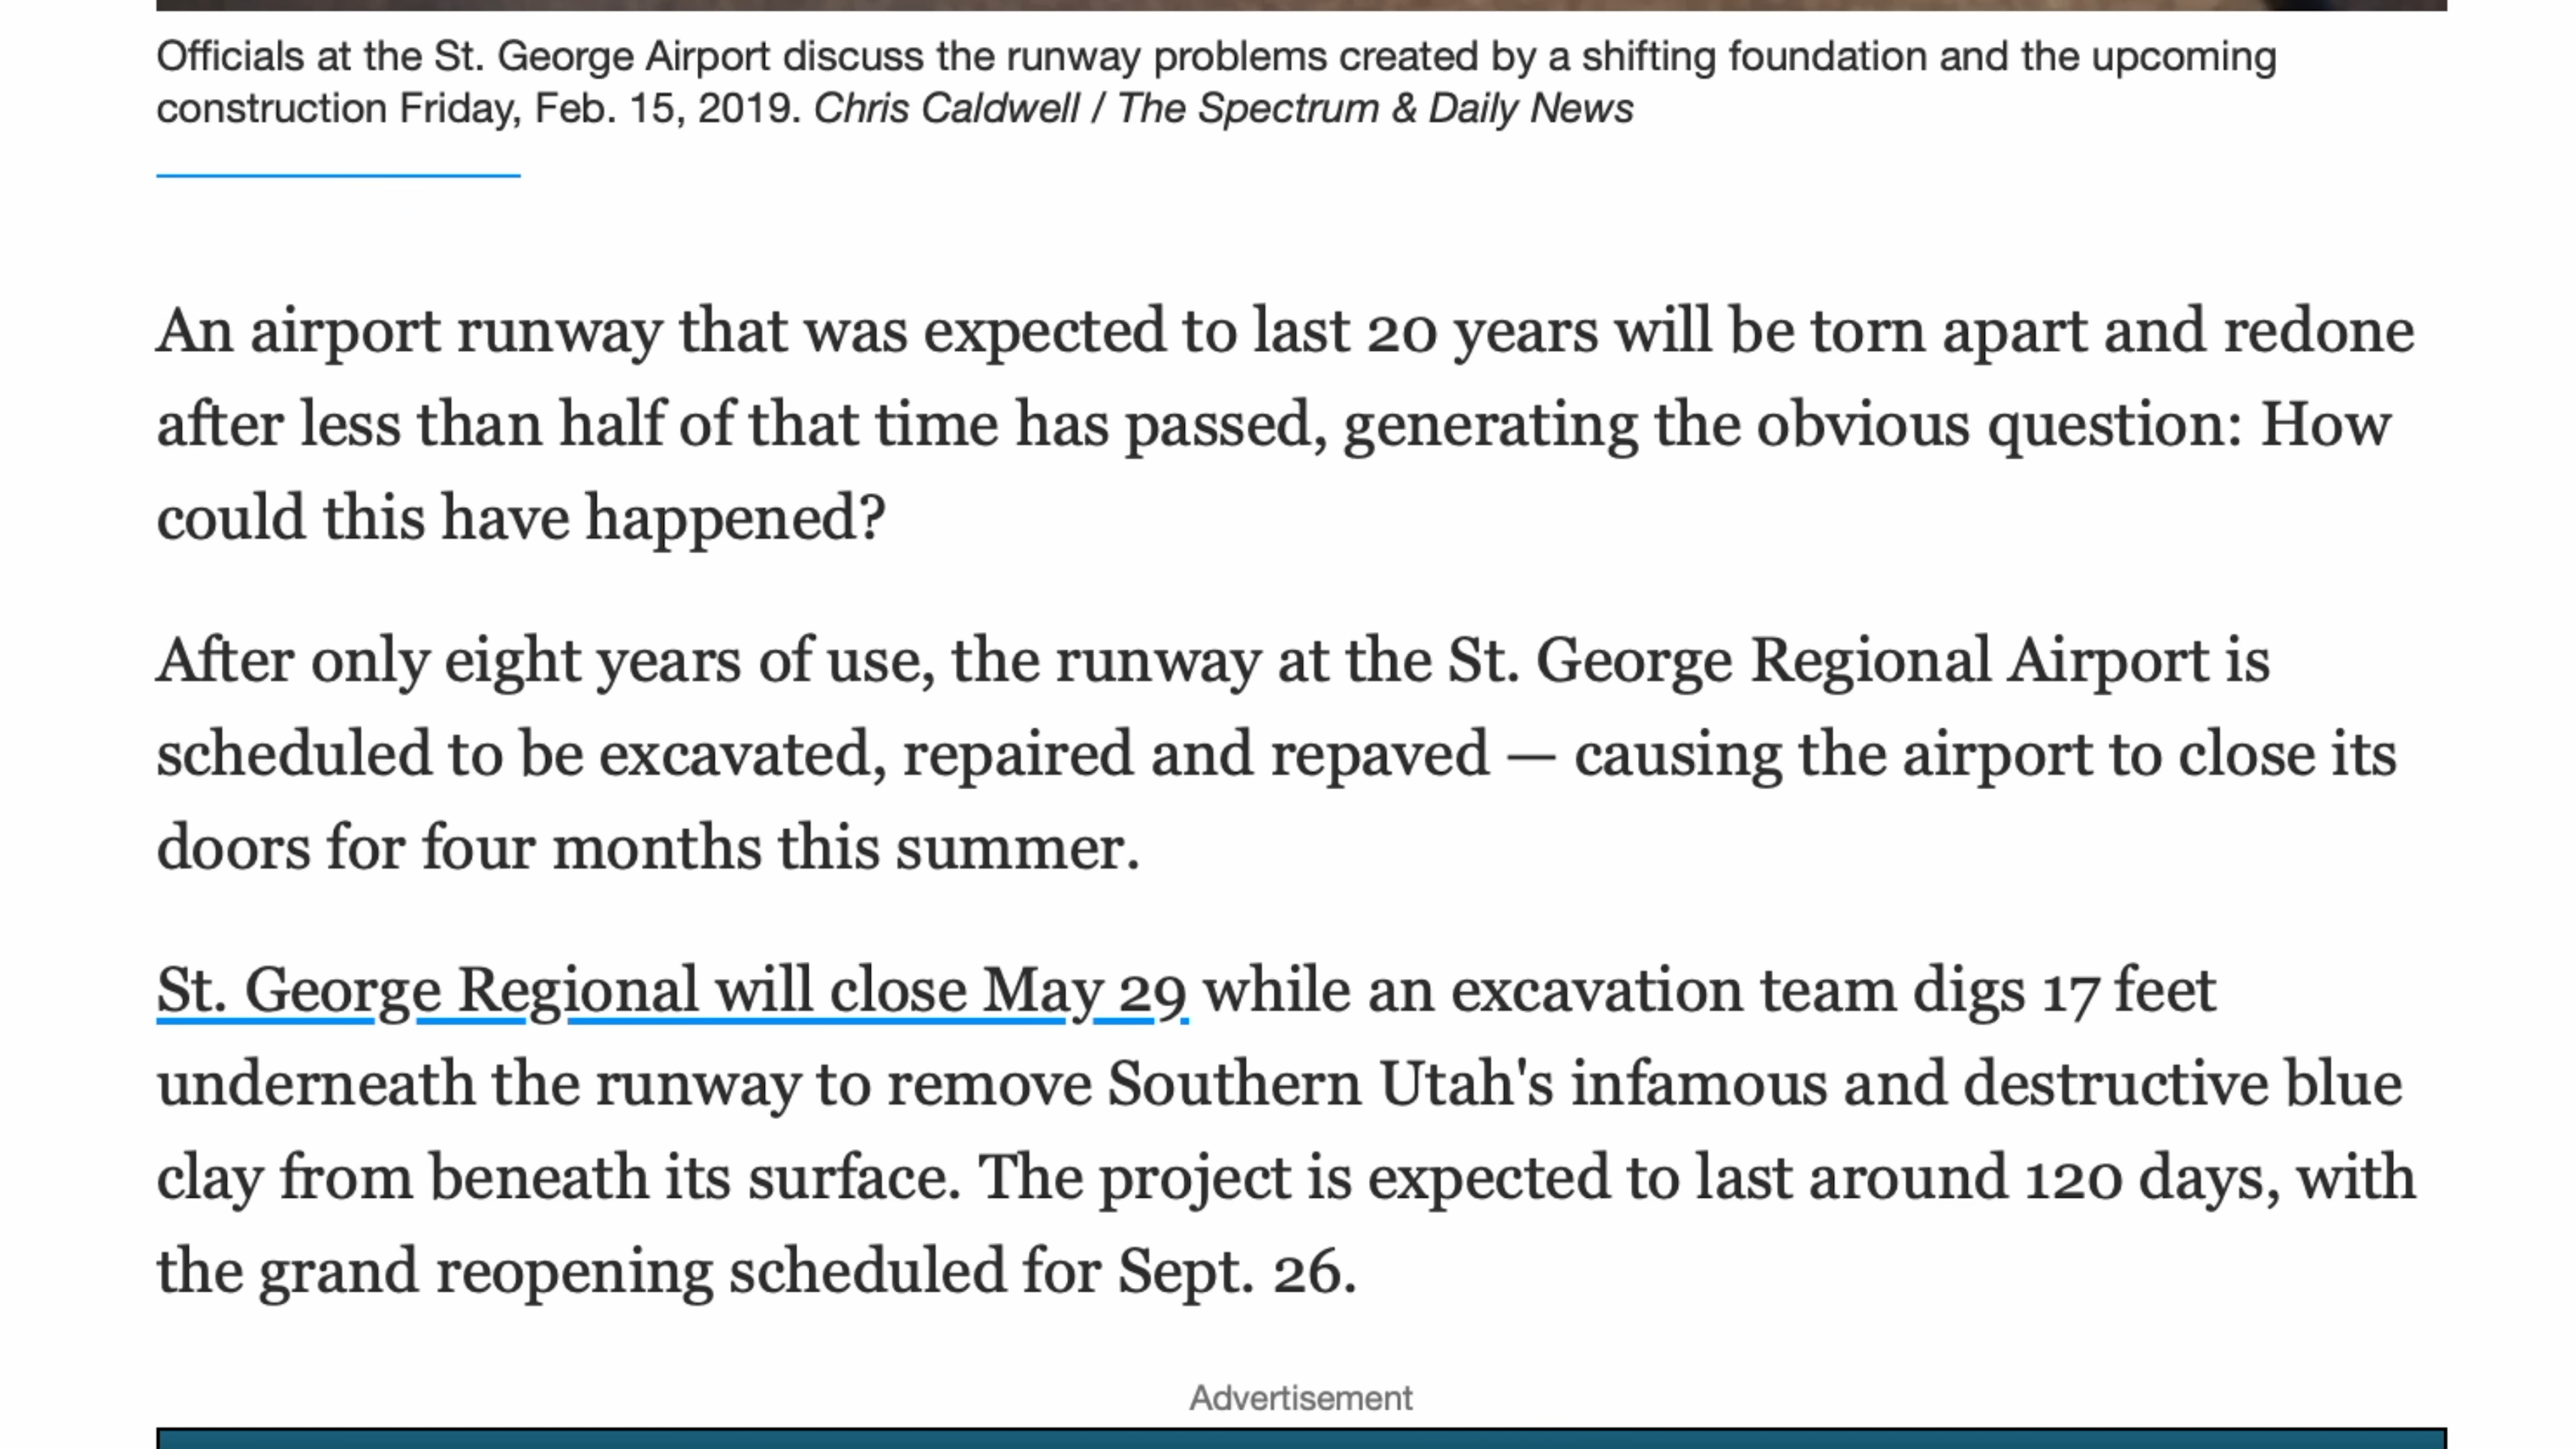 Officials at the St. George Airport discuss the runway problems created by a shifting foundation and the upcoming
construction Friday, Feb. 15, 2019. Chris Caldwell / The Spectrum & Daily News
An airport runway that was expected to last 20 years will be torn apart and redone
after less than half of that time has passed, generating the obvious question: How
could this have happened?
After only eight years of use, the runway at the St. George Regional Airport is
scheduled to be excavated, repaired and repaved — causing the airport to close its
doors for four months this summer.
St. George Regional will close May 29 while an excavation team digs 17 feet
underneath the runway to remove Southern Utah's infamous and destructive blue
clay from beneath its surface. The project is expected to last around 120 days, with
the grand reopening scheduled for Sept. 26.
Advertisement